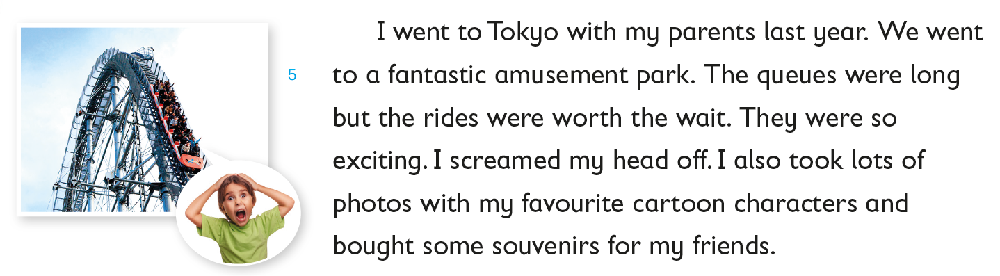 I went to Tokyo with my parents last year. We went
5 to a fantastic amusement park. The queues were long
but the rides were worth the wait. They were so
exciting. I screamed my head off. I also took lots of
photos with my favourite cartoon characters and
bought some souvenirs for my friends.